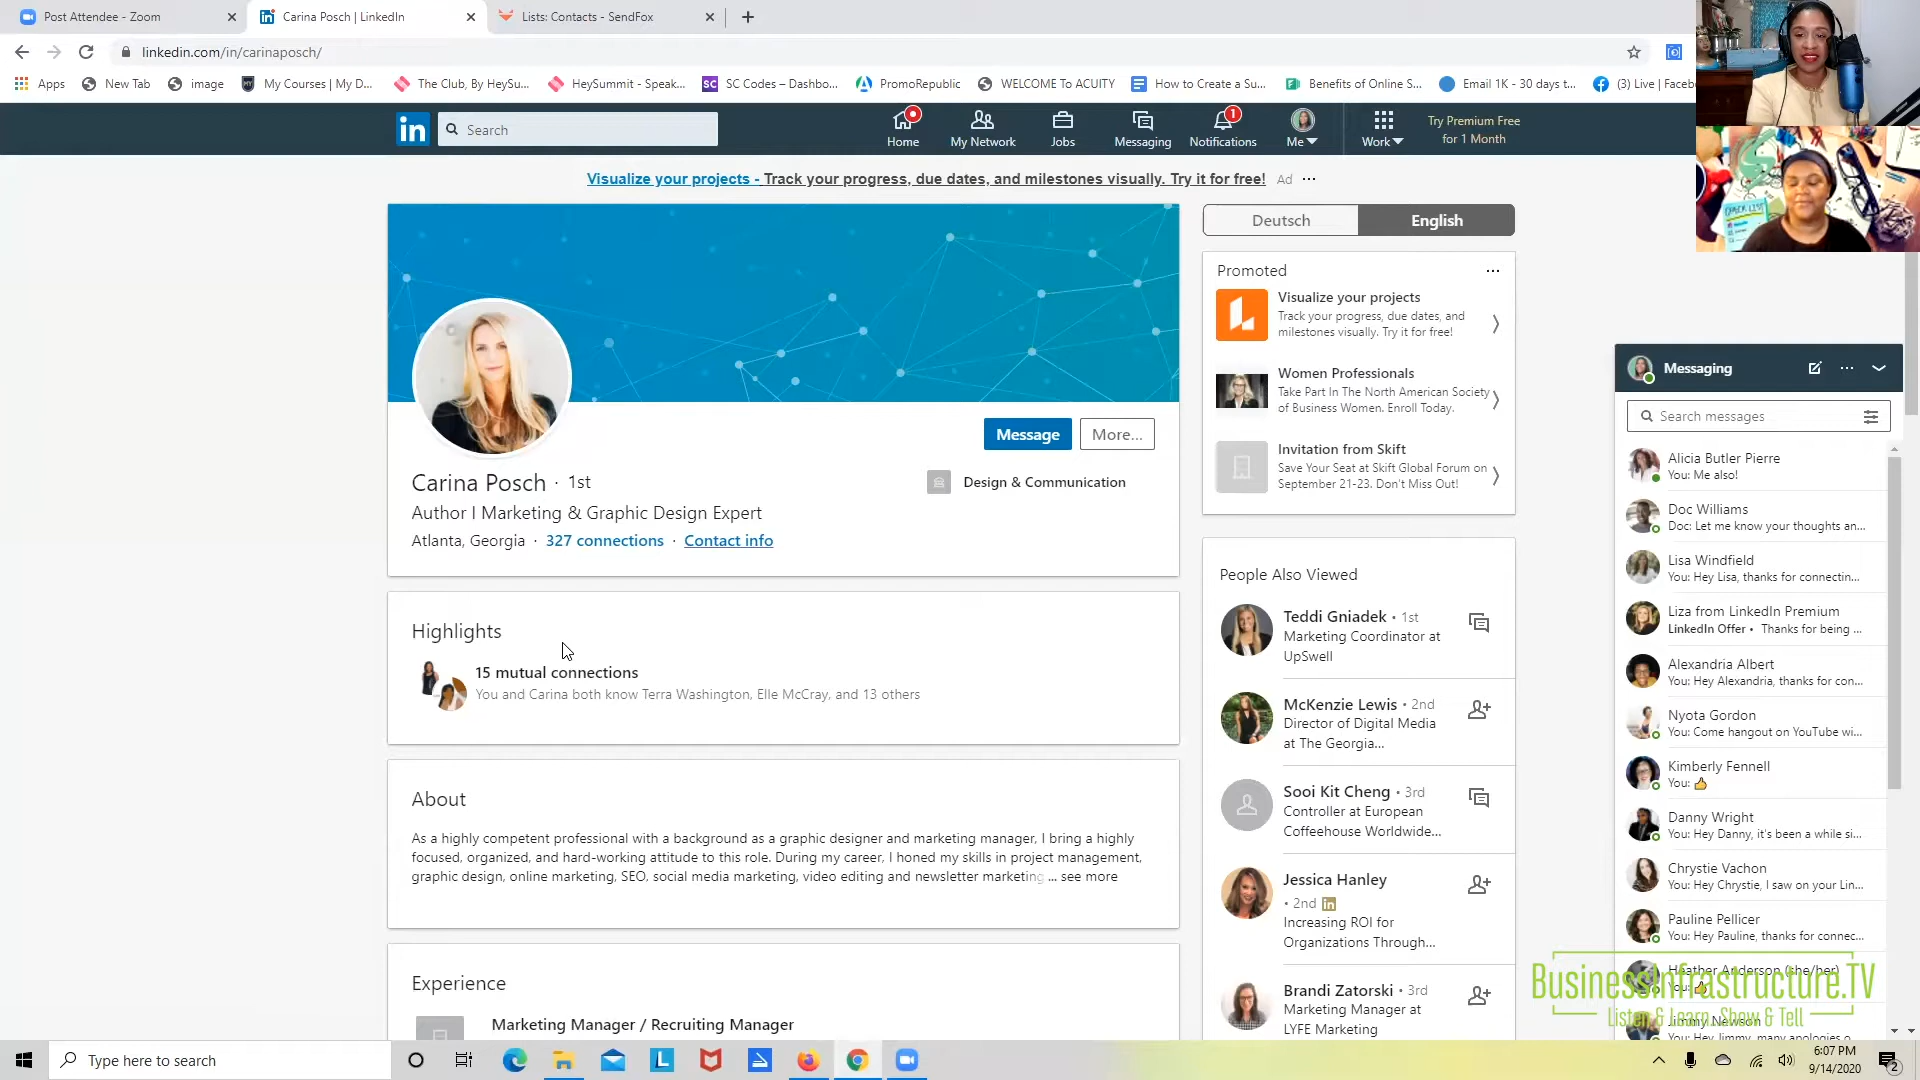 Post Attendee - Zoom
Carina Posch | LinkedIn
Lists: Contacts - SendFox
linkedin.com/in/carinaposch/
Apps
New Tab
image
My Courses | My D...
The Club, By HeySu...
HeySummit - Speak...
SC Codes – Dashbo...
PromoRepublic
WELCOME To ACUITY
How to Create a Su...
Benefits of Online S...
Email 1K - 30 days t...
(3) Live | Faceb
in
Search
Home
My Network
Jobs
Messaging
1
Notifications
Me
Work
Try Premium Free
for 1 Month
Visualize your projects - Track your progress, due dates, and milestones visually. Try it for free!
Ad
Deutsch
English
Message
More...
Carina Posch · 1st
Design & Communication
Author I Marketing & Graphic Design Expert
Atlanta, Georgia · 327 connections · Contact info
Highlights
15 mutual connections
You and Carina both know Terra Washington, Elle McCray, and 13 others
About
As a highly competent professional with a background as a graphic designer and marketing manager, I bring a highly
focused, organized, and hard-working attitude to this role. During my career, I honed my skills in project management,
graphic design, online marketing, SEO, social media marketing, video editing and newsletter marketing ... see more
Experience
Marketing Manager / Recruiting Manager
Promoted
Visualize your projects
Track your progress, due dates, and
milestones visually. Try it for free!
Women Professionals
Take Part In The North American Society
of Business Women. Enroll Today.
Invitation from Skift
Save Your Seat at Skift Global Forum on
September 21-23. Don't Miss Out!
People Also Viewed
Teddi Gniadek • 1st
Marketing Coordinator at
UpSwell
McKenzie Lewis • 2nd
Director of Digital Media
at The Georgia...
Sooi Kit Cheng • 3rd
Controller at European
Coffeehouse Worldwide...
Jessica Hanley
• 2nd in
Increasing ROI for
Organizations Through...
Brandi Zatorski • 3rd
Marketing Manager at
LYFE Marketing
Messaging
Search messages
Alicia Butler Pierre
You: Me also!
Doc Williams
Doc: Let me know your thoughts an...
Lisa Windfield
You: Hey Lisa, thanks for connectin...
Liza from LinkedIn Premium
LinkedIn Offer • Thanks for being ...
Alexandria Albert
You: Hey Alexandria, thanks for con...
Nyota Gordon
You: Come hangout on YouTube wi...
Kimberly Fennell
You: 👍
Danny Wright
You: Hey Danny, it's been a while si...
Chrystie Vachon
You: Hey Chrystie, I saw on your Lin...
Pauline Pellicer
You: Hey Pauline, thanks for connec...
Heather Anderson (she/her)
You: 👍
Jimmy Newson
You: Hey Jimmy, many apologies o
BusinessInfrastructure.TV
Listen & Learn. Show & Tell
CHECK LIST
Type here to search
6:07 PM
9/14/2020
2